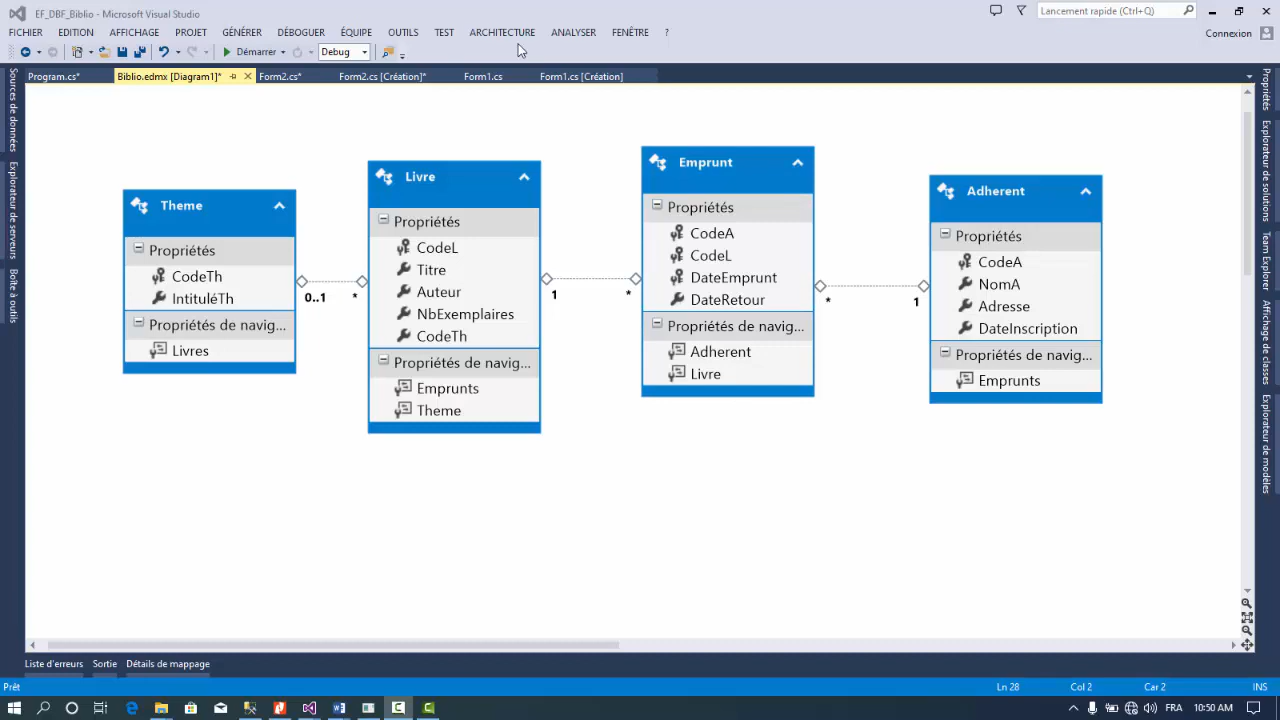 EF_DBF_Biblio - Microsoft Visual Studio
Lancement rapide (Ctrl+Q)
FICHIER EDITION AFFICHAGE PROJET GÉNÉRER DÉBOGUER ÉQUIPE OUTILS TEST ARCHITECTURE ANALYSER FENÊTRE ?
Connexion
Démarrer Debug
Program.cs* Biblio.edmx [Diagram1]* Form2.cs* Form2.cs [Création]* Form1.cs Form1.cs [Création]
Sources de données
Explorateur de serveurs
Boîte à outils
Theme
Propriétés
CodeTh
IntituléTh
Propriétés de navig...
Livres
0..1
*
Livre
Propriétés
CodeL
Titre
Auteur
NbExemplaires
CodeTh
Propriétés de navig...
Emprunts
Theme
1
*
Emprunt
Propriétés
CodeA
CodeL
DateEmprunt
DateRetour
Propriétés de navig...
Adherent
Livre
*
1
Adherent
Propriétés
CodeA
NomA
Adresse
DateInscription
Propriétés de navig...
Emprunts
Propriétés
Explorateur de solutions
Team Explorer
Affichage de classes
Explorateur de modèles
Liste d'erreurs Sortie Détails de mappage
Prêt Ln 28 Col 2 Car 2 INS
FRA 10:50 AM